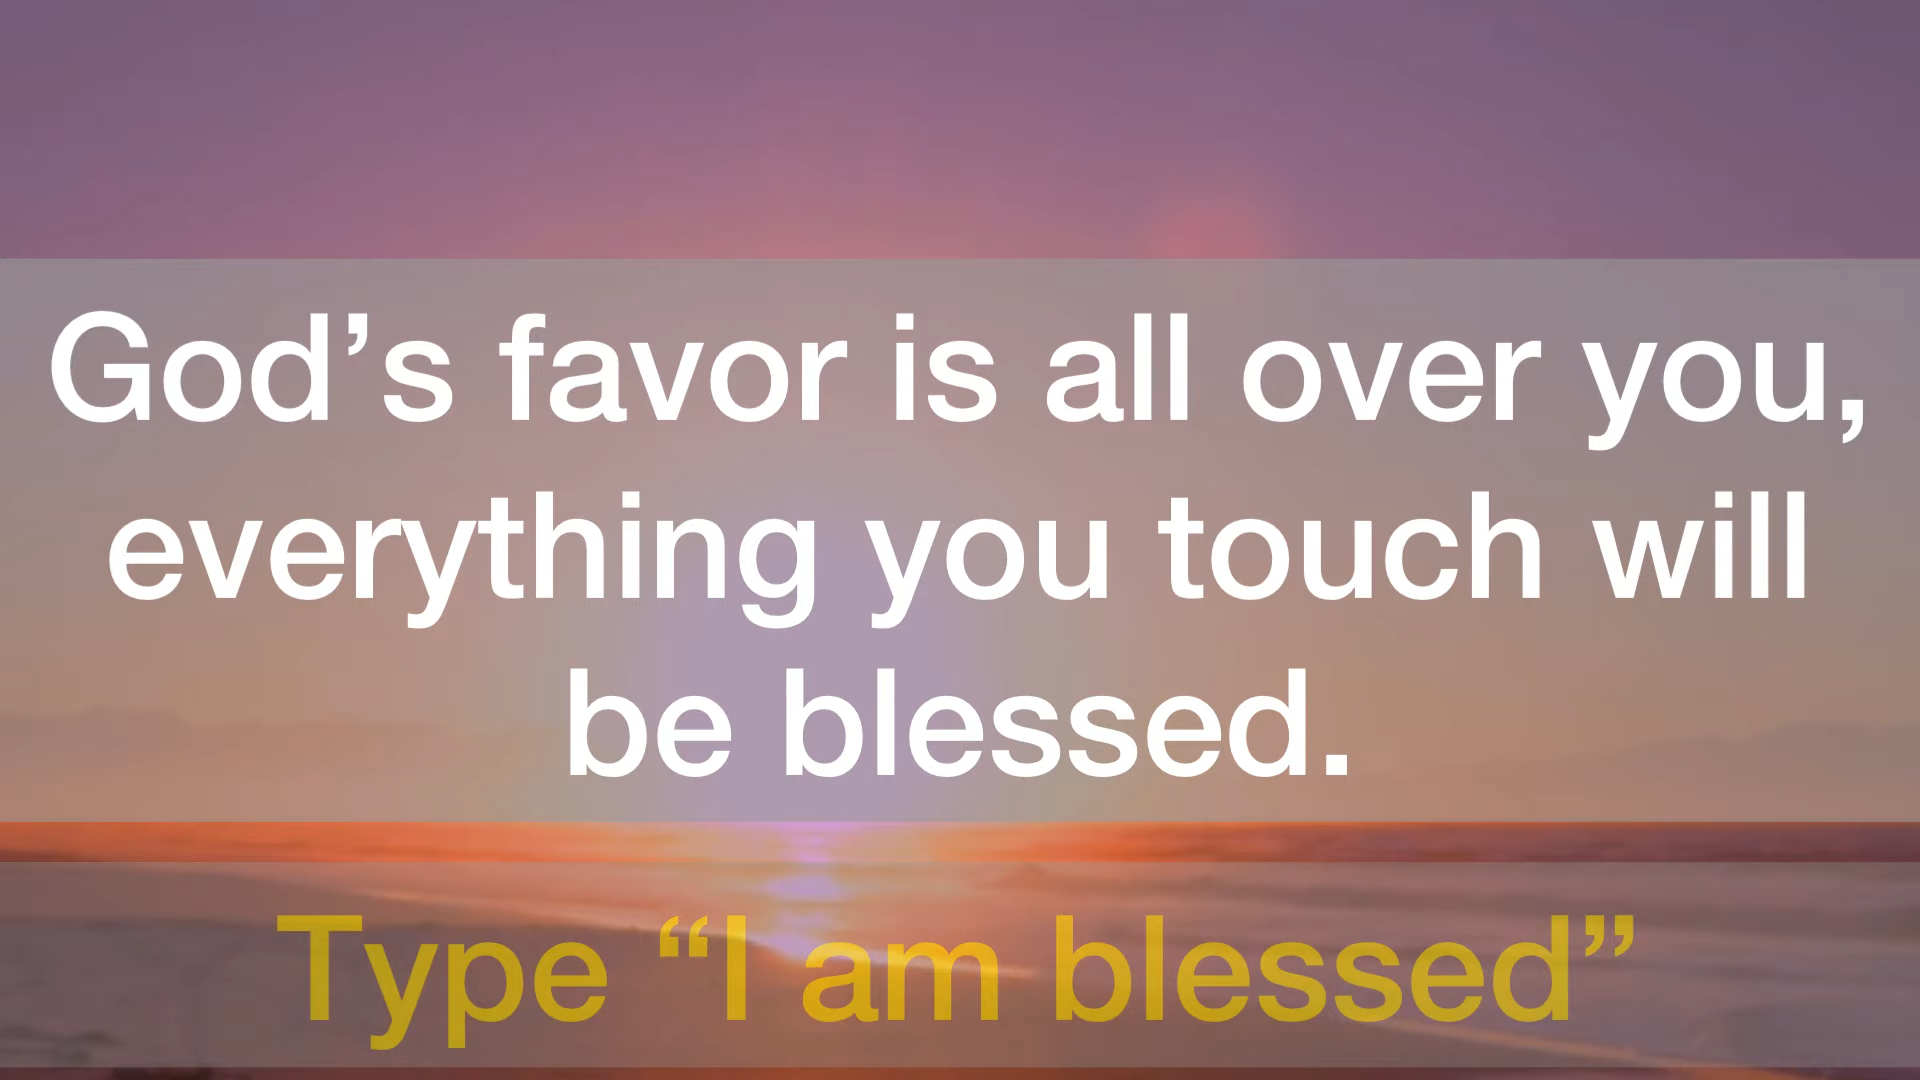 God’s favor is all over you,
everything you touch will
be blessed.
Type “I am blessed”